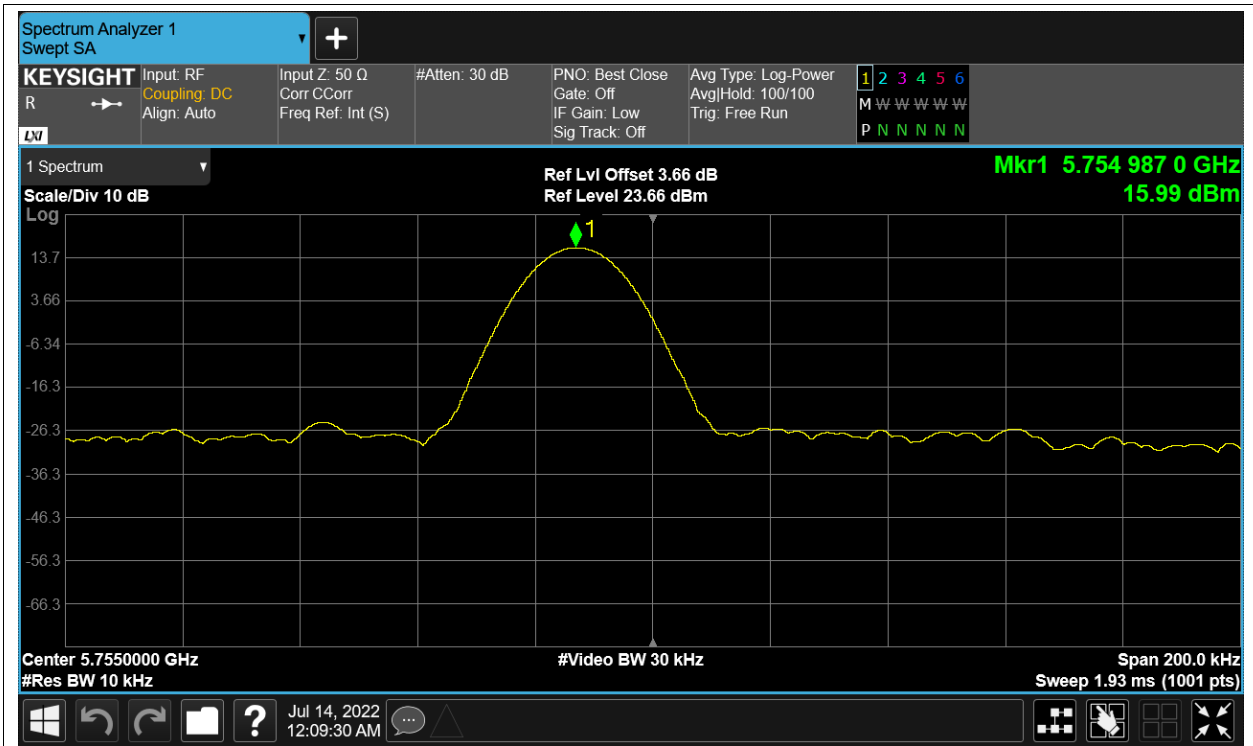 Spectrum Analyzer 1
Swept SA
KEYSIGHT
R
LXI
Input: RF
Coupling: DC
Align: Auto
Input Z: 50 Ω
Corr CCorr
Freq Ref: Int (S)
#Atten: 30 dB
PNO: Best Close
Gate: Off
IF Gain: Low
Sig Track: Off
Avg Type: Log-Power
Avg|Hold: 100/100
Trig: Free Run
1 2 3 4 5 6
M W W W W W
P N N N N N
1 Spectrum
Scale/Div 10 dB
Ref Lvl Offset 3.66 dB
Ref Level 23.66 dBm
Mkr1 5.754 987 0 GHz
15.99 dBm
Log
1
13.7
3.66
-6.34
-16.3
-26.3
-36.3
-46.3
-56.3
-66.3
Center 5.7550000 GHz
#Res BW 10 kHz
#Video BW 30 kHz
Span 200.0 kHz
Sweep 1.93 ms (1001 pts)
?
Jul 14, 2022
12:09:30 AM